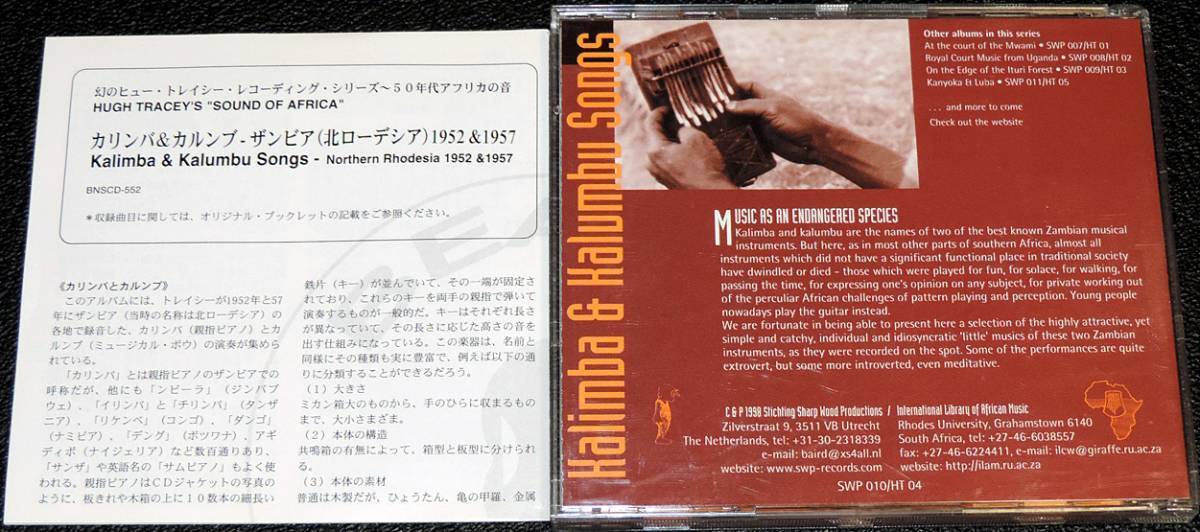 幻のヒュー・トレイシー・レコーディング・シリーズ～５０年代アフリカの音
HUGH TRACEY'S "SOUND OF AFRICA"
カリンバ&カルンブ - ザンビア(北ローデシア) 1952 &1957
Kalimba & Kalumbu Songs - Northern Rhodesia 1952 &1957
BNSCD-552
＊収録曲目に関しては、オリジナル・ブックレットの記載をご参照ください。
《カリンバとカルンブ》
このアルバムには、トレイシーが1952年と57
年にザンビア（当時の名称は北ローデシア）の
各地で録音した、カリンバ（親指ピアノ）とカ
ルンブ（ミュージカル・ボウ）の演奏が集めら
れている。
「カリンバ」とは親指ピアノのザンビアでの
呼称だが、他にも「ンビーラ」（ジンバブ
ウェ）、「イリンバ」と「チリンバ」（タンザ
ニア）、「リケンベ」（コンゴ）、「ダンゴ」
（ナミビア）、「デング」（ボツワナ）、アギ
ディボ（ナイジェリア）など数百通りあり、
「サンザ」や英語名の「サムピアノ」もよく使
われる。親指ピアノはＣＤジャケットの写真の
ように、板きれや木箱の上に１０数本の細長い
鉄片（キー）が並んでいて、その一端が固定さ
れており、これらのキーを両手の親指で弾いて
演奏するものが一般的だ。キーはそれぞれ長さ
が異なっていて、その長さに応じた高さの音を
出す仕組みになっている。この楽器は、名前と
同様にその種類も実に豊富で、例えば以下の通
りに分類することができるだろう。
（１）大きさ
ミカン箱大のものから、手のひらに収まるもの
まで、大小さまざま。
（２）本体の構造
共鳴箱の有無によって、箱型と板型に分けられ
る。
（３）本体の素材
普通は木製だが、ひょうたん、亀の甲羅、金属
Kalimba & Kalumbu Songs
Other albums in this series
At the court of the Mwami • SWP 007/HT 01
Royal Court Music from Uganda • SWP 008/HT 02
On the Edge of the Ituri Forest • SWP 009/HT 03
Kanyoka & Luba • SWP 011/HT 05
. . . and more to come
Check out the website
MUSIC AS AN ENDANGERED SPECIES
Kalimba and kalumbu are the names of two of the best known Zambian musical
instruments. But here, as in most other parts of southern Africa, almost all
instruments which did not have a significant functional place in traditional society
have dwindled or died - those which were played for fun, for solace, for walking, for
passing the time, for expressing one's opinion on any subject, for private working out
of the perculiar African challenges of pattern playing and perception. Young people
nowadays play the guitar instead.
We are fortunate in being able to present here a selection of the highly attractive, yet
simple and catchy, individual and idiosyncratic 'little' musics of these two Zambian
instruments, as they were recorded on the spot. Some of the performances are quite
extrovert, but some more introverted, even meditative.
C & P 1998 Stichting Sharp Wood Productions / International Library of African Music
Zilverstraat 9, 3511 VB Utrecht Rhodes University, Grahamstown 6140
The Netherlands, tel: +31-30-2318339 South Africa, tel: +27-46-6038557
e-mail: baird@xs4all.nl fax: +27-46-6224411, e-mail: ilcw@giraffe.ru.ac.za
website: www.swp-records.com website: http://ilam.ru.ac.za
SWP 010/HT 04